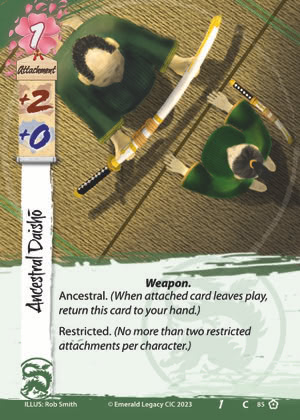 1
Attachment
+2
+0
Ancestral Daishō
Weapon.
Ancestral. (When attached card leaves play,
return this card to your hand.)
Restricted. (No more than two restricted
attachments per character.)
ILLUS: Rob Smith
© Emerald Legacy CIC 2023
1
C
85